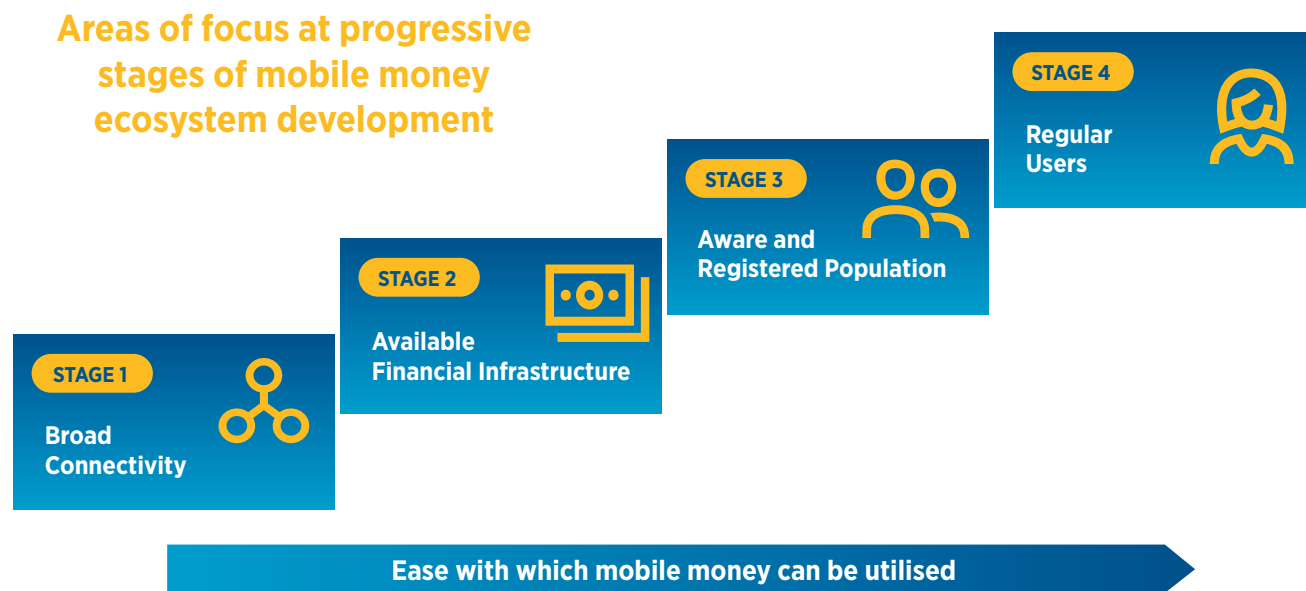 Areas of focus at progressive
stages of mobile money
ecosystem development
STAGE 1
Broad
Connectivity
STAGE 2
Available
Financial Infrastructure
STAGE 3
Aware and
Registered Population
STAGE 4
Regular
Users
Ease with which mobile money can be utilised